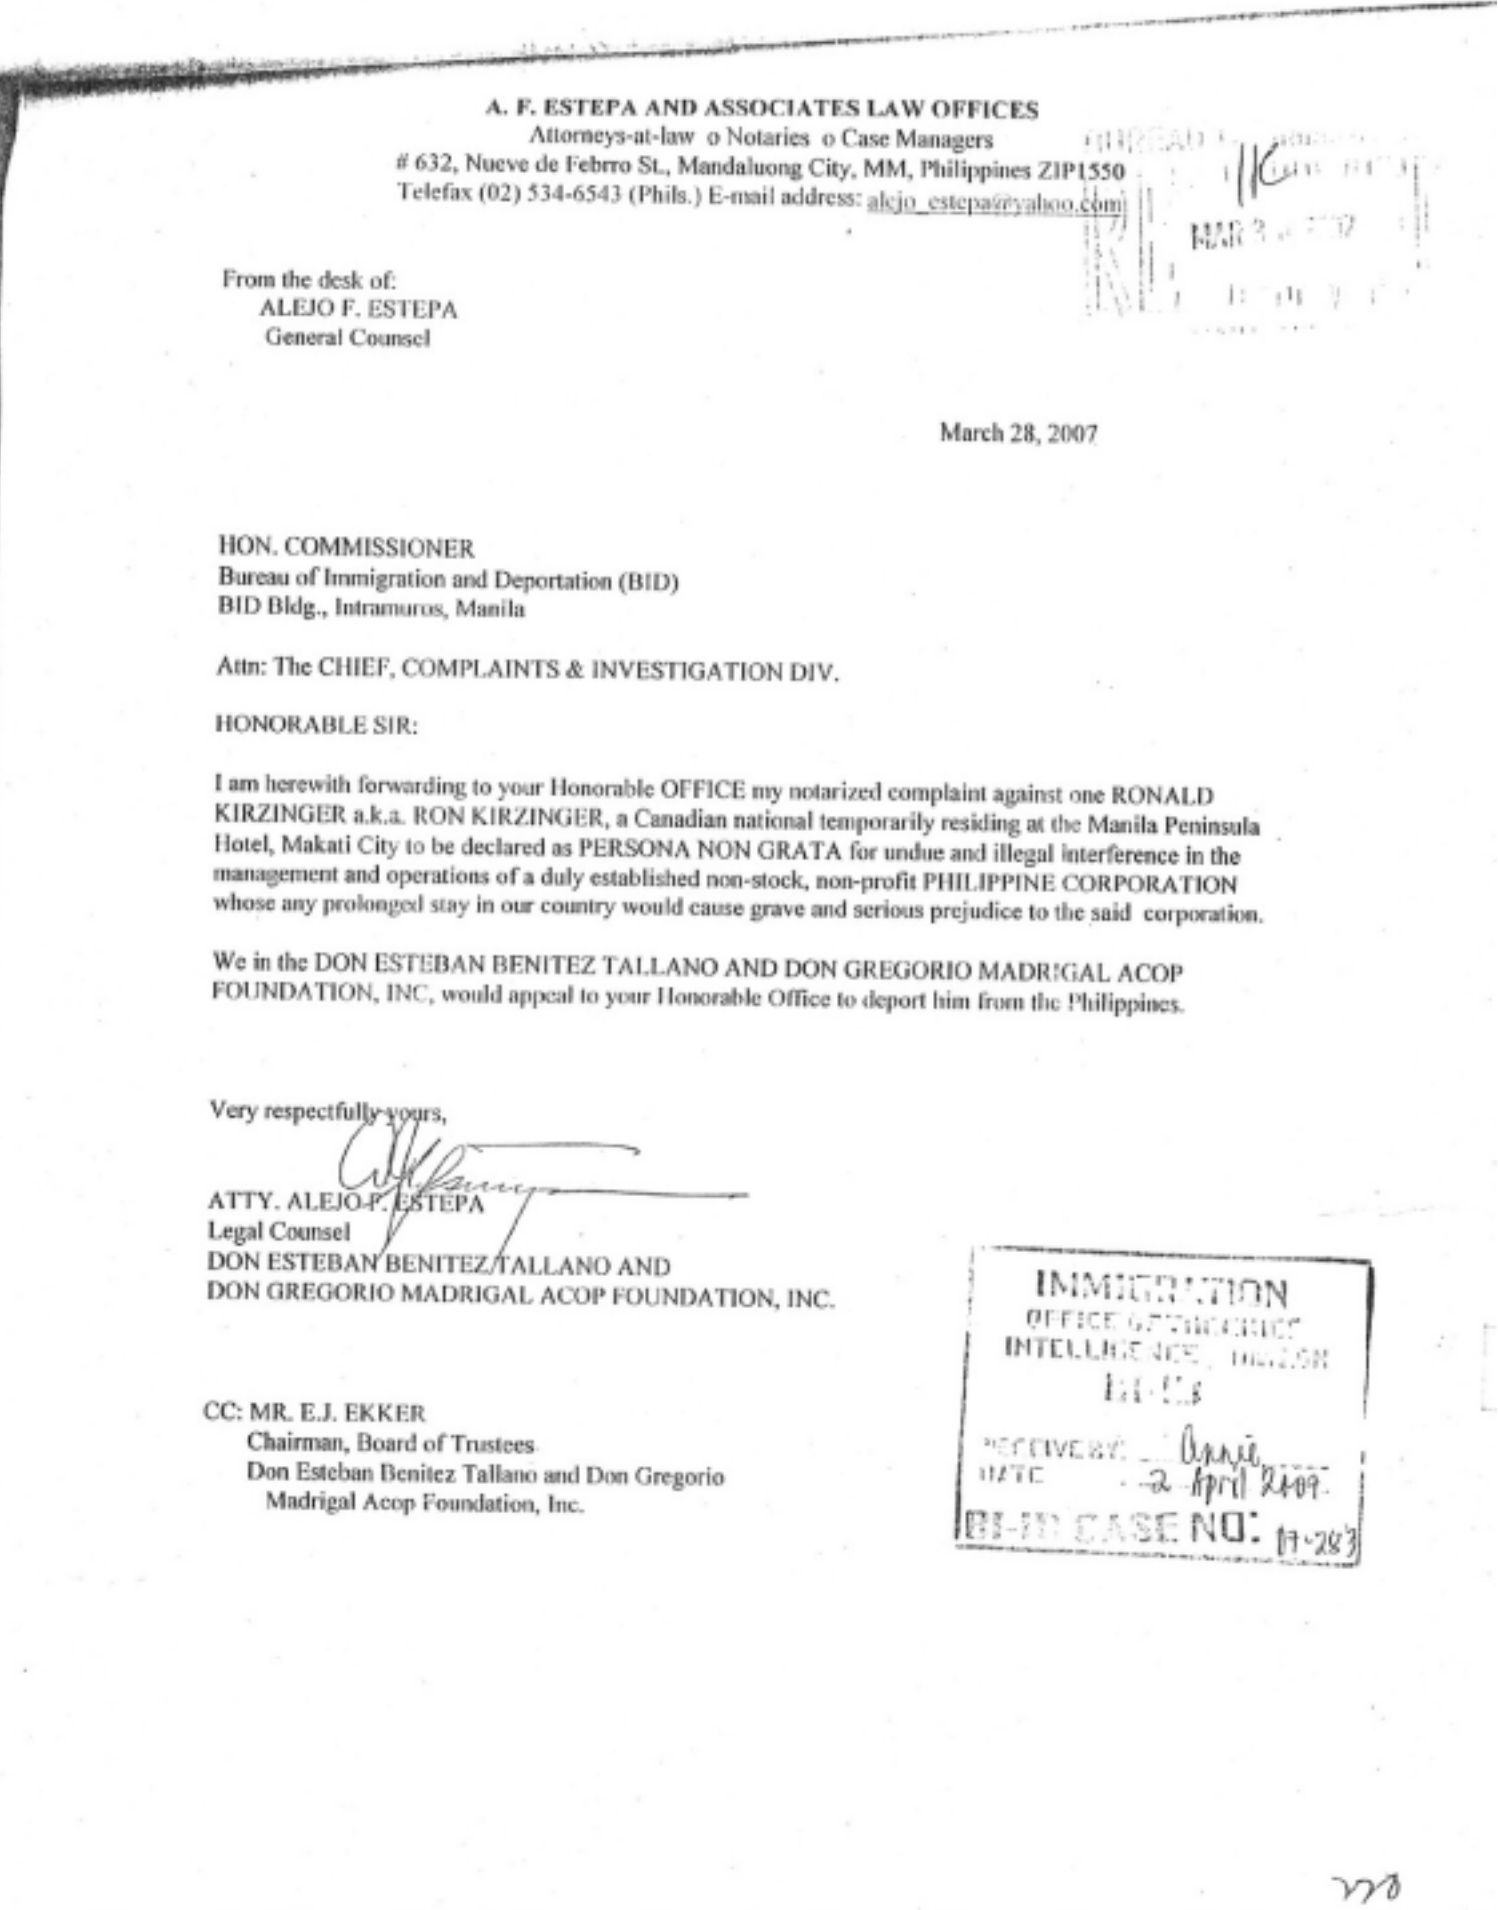 A. F. ESTEPA AND ASSOCIATES LAW OFFICES
Attorneys-at-law o Notaries o Case Managers
# 632, Nueve de Febrro St., Mandaluong City, MM, Philippines ZIP1550
Telefax (02) 534-6543 (Phils.) E-mail address: alejo_estepa@yahoo.com
BUREAU
MAR
From the desk of:
ALEJO F. ESTEPA
General Counsel
March 28, 2007
HON. COMMISSIONER
Bureau of Immigration and Deportation (BID)
BID Bldg., Intramuros, Manila
Attn: The CHIEF, COMPLAINTS & INVESTIGATION DIV.
HONORABLE SIR:
I am herewith forwarding to your Honorable OFFICE my notarized complaint against one RONALD
KIRZINGER a.k.a. RON KIRZINGER, a Canadian national temporarily residing at the Manila Peninsula
Hotel, Makati City to be declared as PERSONA NON GRATA for undue and illegal interference in the
management and operations of a duly established non-stock, non-profit PHILIPPINE CORPORATION
whose any prolonged stay in our country would cause grave and serious prejudice to the said corporation.
We in the DON ESTEBAN BENITEZ TALLANO AND DON GREGORIO MADRIGAL ACOP
FOUNDATION, INC, would appeal to your Honorable Office to deport him from the Philippines.
Very respectfully yours,
ATTY. ALEJO F. ESTEPA
Legal Counsel
DON ESTEBAN BENITEZ TALLANO AND
DON GREGORIO MADRIGAL ACOP FOUNDATION, INC.
IMMIGRATION
OFFICE
INTELLIGENCE
RECEIVE BY: annie
DATE 2 April
CASE NO:
CC: MR. E.J. EKKER
Chairman, Board of Trustees
Don Esteban Benitez Tallano and Don Gregorio
Madrigal Acop Foundation, Inc.